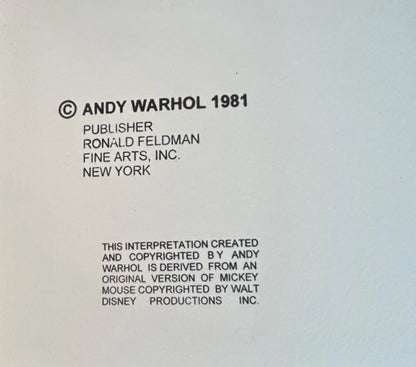 © ANDY WARHOL 1981
PUBLISHER
RONALD FELDMAN
FINE ARTS, INC.
NEW YORK
THIS INTERPRETATION CREATED
AND COPYRIGHTED BY ANDY
WARHOL IS DERIVED FROM AN
ORIGINAL VERSION OF MICKEY
MOUSE COPYRIGHTED BY WALT
DISNEY PRODUCTIONS INC.